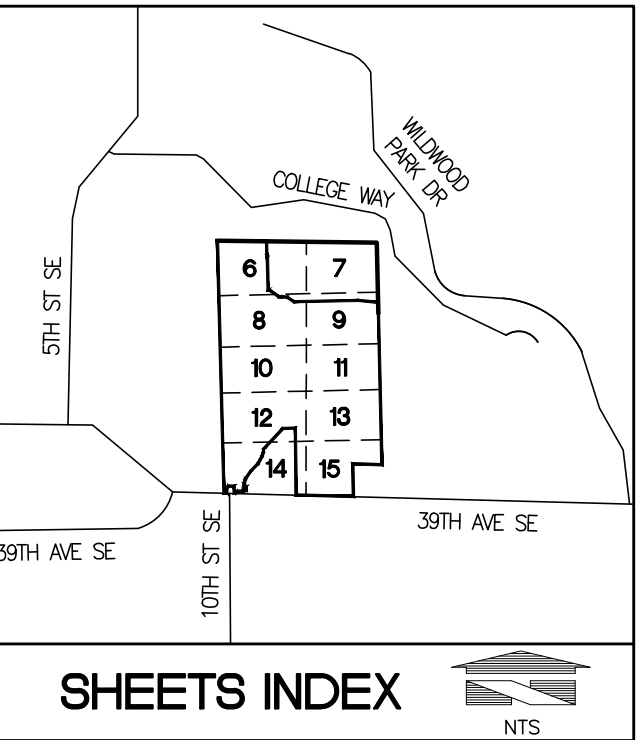 WILDWOOD
PARK DR
COLLEGE WAY
5TH ST SE
6 7
8 9
10 11
12 13
14 15
39TH AVE SE
39TH AVE SE
10TH ST SE
SHEETS INDEX
NTS